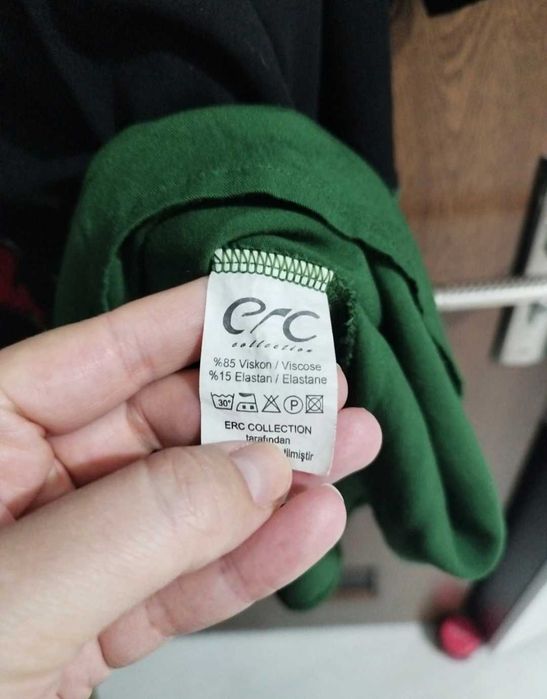 erc
collection
%85 Viskon / Viscose
%15 Elastan / Elastane
30° P
ERC COLLECTION
tarafından